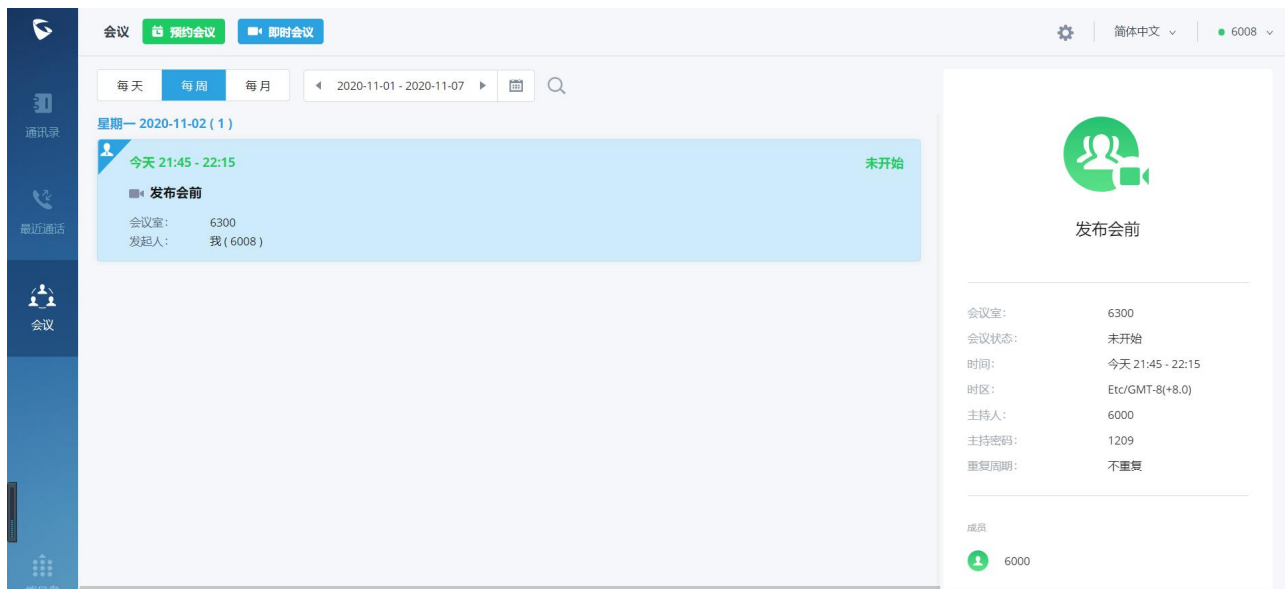 会议
预约会议
即时会议
简体中文
6008
通讯录
最近通话
会议
每天 每周 每月
2020-11-01 - 2020-11-07
星期一 2020-11-02 ( 1 )
今天 21:45 - 22:15
未开始
发布会前
会议室： 6300
发起人： 我 ( 6008 )
发布会前
会议室： 6300
会议状态： 未开始
时间： 今天 21:45 - 22:15
时区： Etc/GMT-8(+8.0)
主持人： 6000
主持密码： 1209
重复周期： 不重复
成员
6000